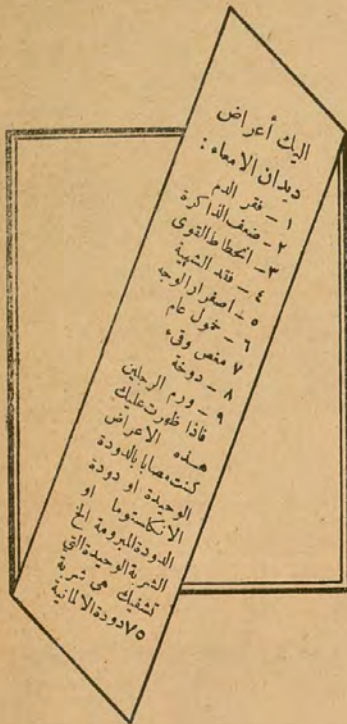 اليك أعراض
ديدان الامعاء :
١ – فقر الدم
٢ – ضعف الذاكرة
٣ – انحطاط القوى
٤ – فقد الشهية
٥ – اصفرار الوجه
٦ – خمول عام
٧ مغص وقيء
٨ – دوخة
٩ – ورم الرجلين
فاذا ظهرت عليك
هذه الاعراض
كنت مصابا بالدودة
الوحيدة او دودة
الانكلستوما او
الدودة المبرومة الخ
الشربة الوحيدة التي
تشفيك هى شربة
٧٥ دودة الالمانية